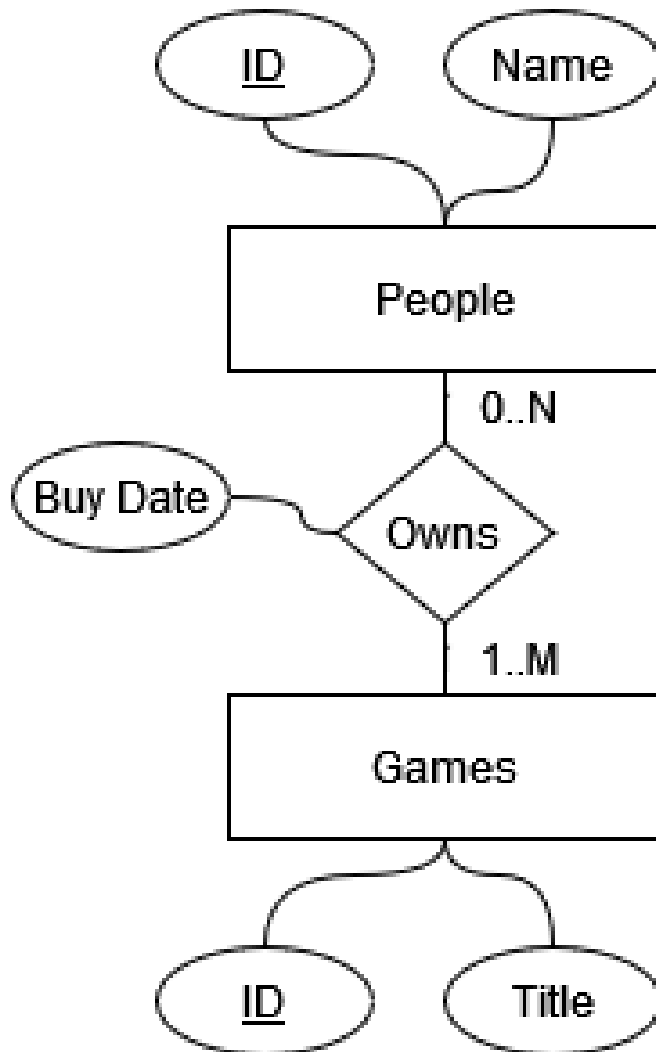 ID
Name
People
0..N
Buy Date
Owns
1..M
Games
ID
Title